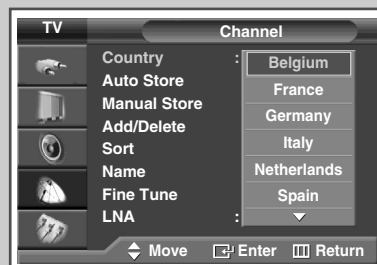 TV
Channel
Country :
Auto Store
Manual Store
Add/Delete
Sort
Name
Fine Tune
LNA :
Belgium
France
Germany
Italy
Netherlands
Spain
Move Enter Return